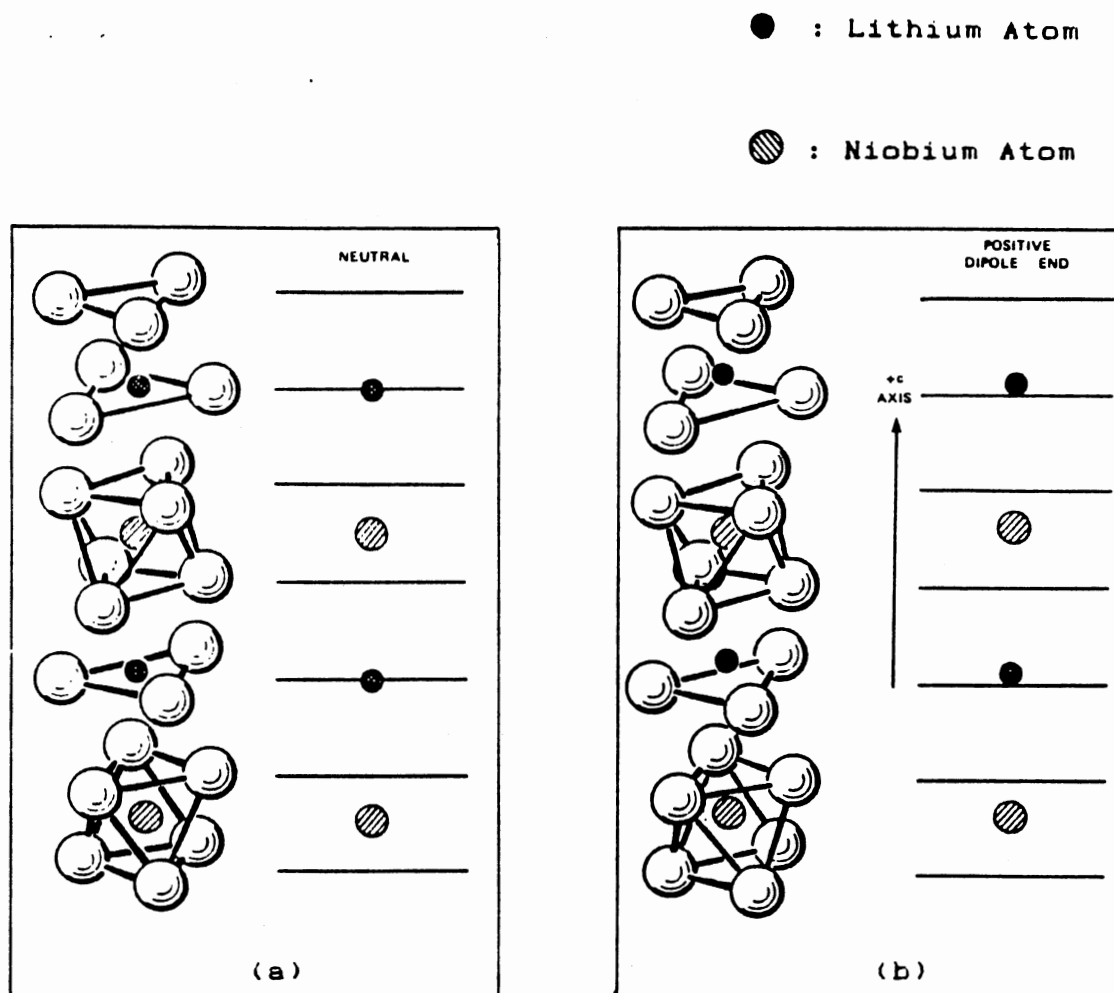 : Lithium Atom
: Niobium Atom
NEUTRAL
POSITIVE
DIPOLE END
+c
AXIS
(a)
(b)